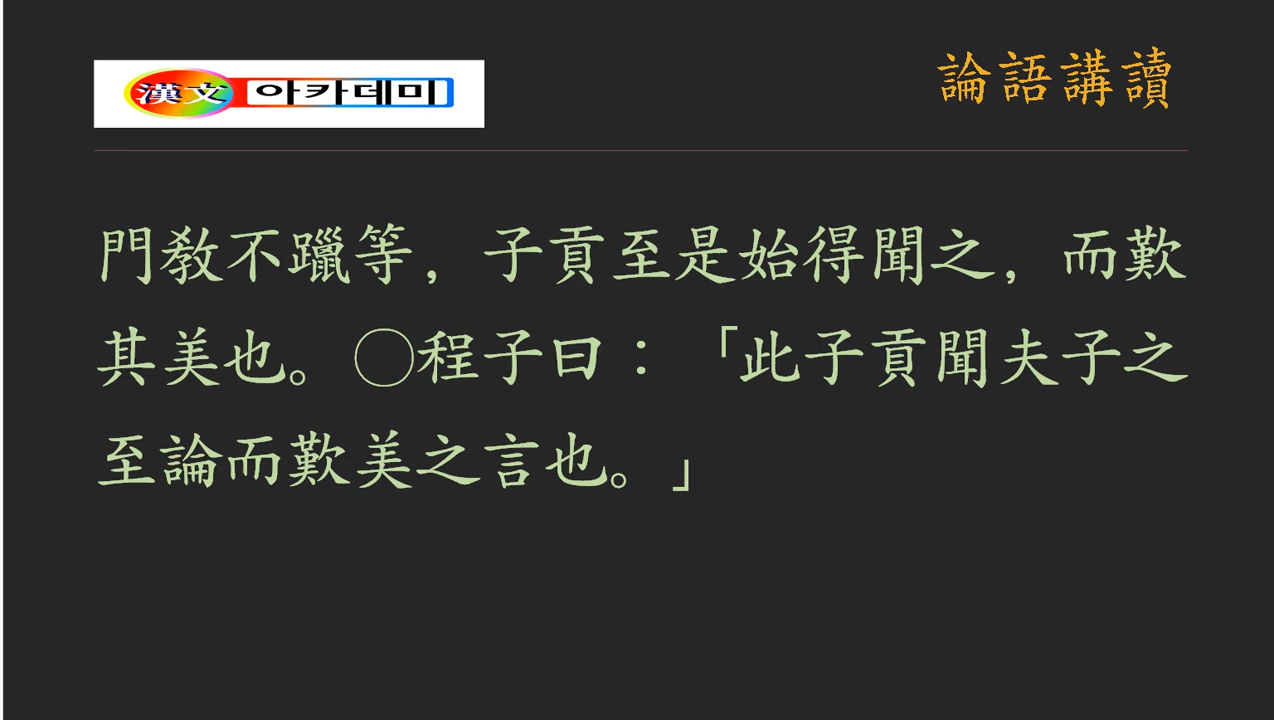 漢文 아카데미
論語講讀
門敎不躐等，子貢至是始得聞之，而歎
其美也。◯程子曰：「此子貢聞夫子之
至論而歎美之言也。」